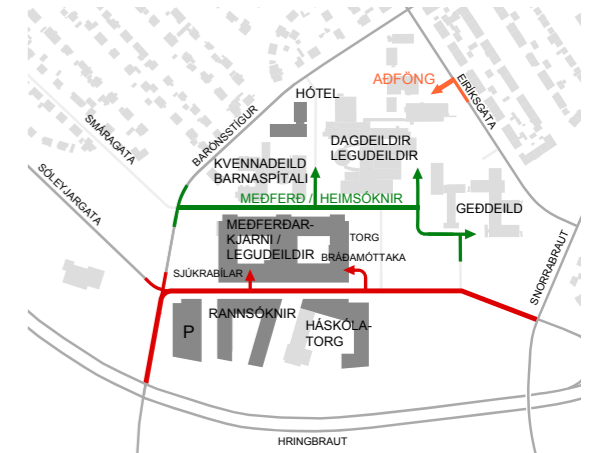 AÐFÖNG
EIRÍKSGATA
HÓTEL
SMÁRAGATA
BARÓNSSTÍGUR
DAGDEILDIR
LEGUDEILDIR
KVENNADEILD
BARNASPÍTALI
SÓLEYJARGATA
MEÐFERÐ / HEIMSÓKNIR
GEÐDEILD
MEÐFERÐAR-
KJARNI /
LEGUDEILDIR
TORG
BRÁÐAMÓTTAKA
SJÚKRABÍLAR
SNORRABRAUT
RANNSÓKNIR
P
HÁSKÓLA-
TORG
HRINGBRAUT